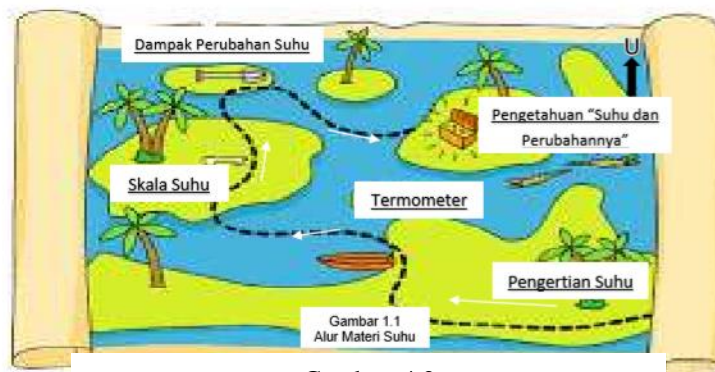 Dampak Perubahan Suhu
U
Pengetahuan "Suhu dan
Perubahannya"
Skala Suhu
Termometer
Pengertian Suhu
Gambar 1.1
Alur Materi Suhu